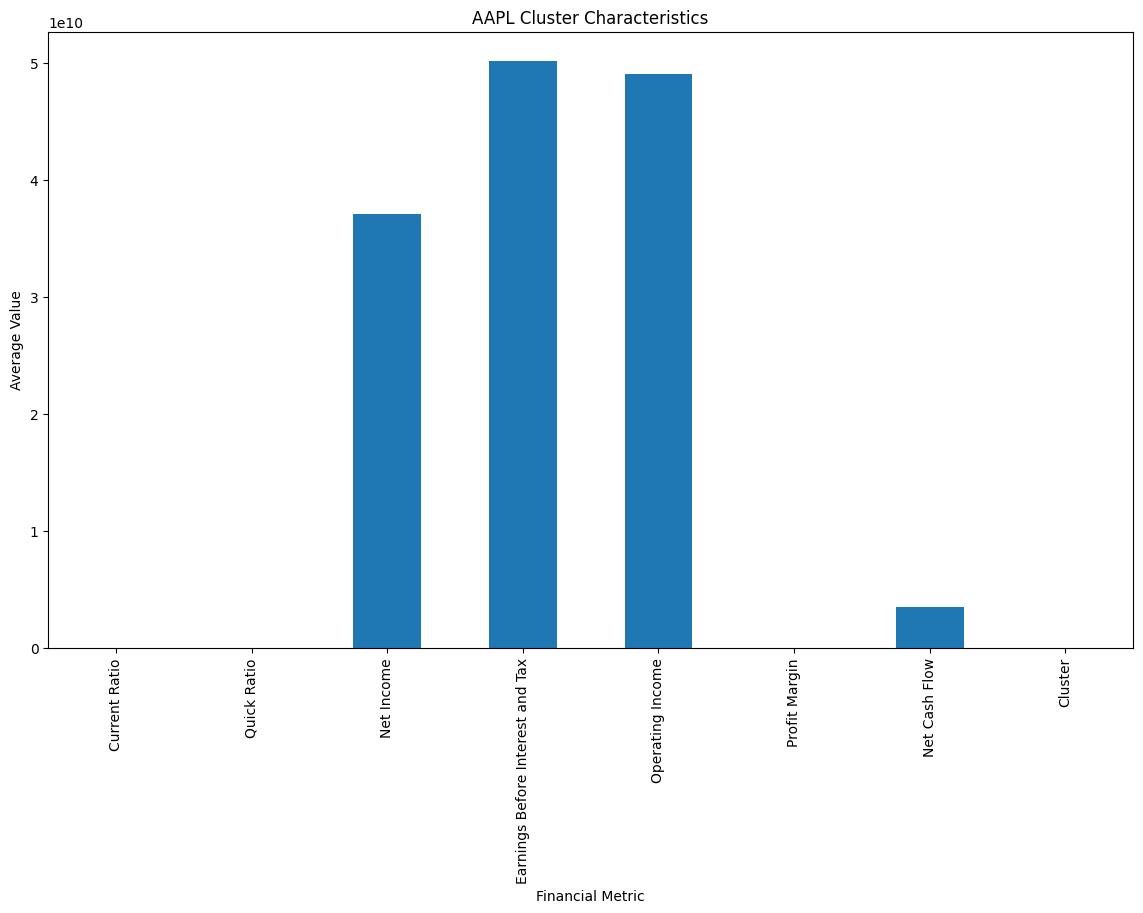 AAPL Cluster Characteristics
1e10
5
4
3
2
1
0
Average Value
Current Ratio
Quick Ratio
Net Income
Earnings Before Interest and Tax
Operating Income
Profit Margin
Net Cash Flow
Cluster
Financial Metric